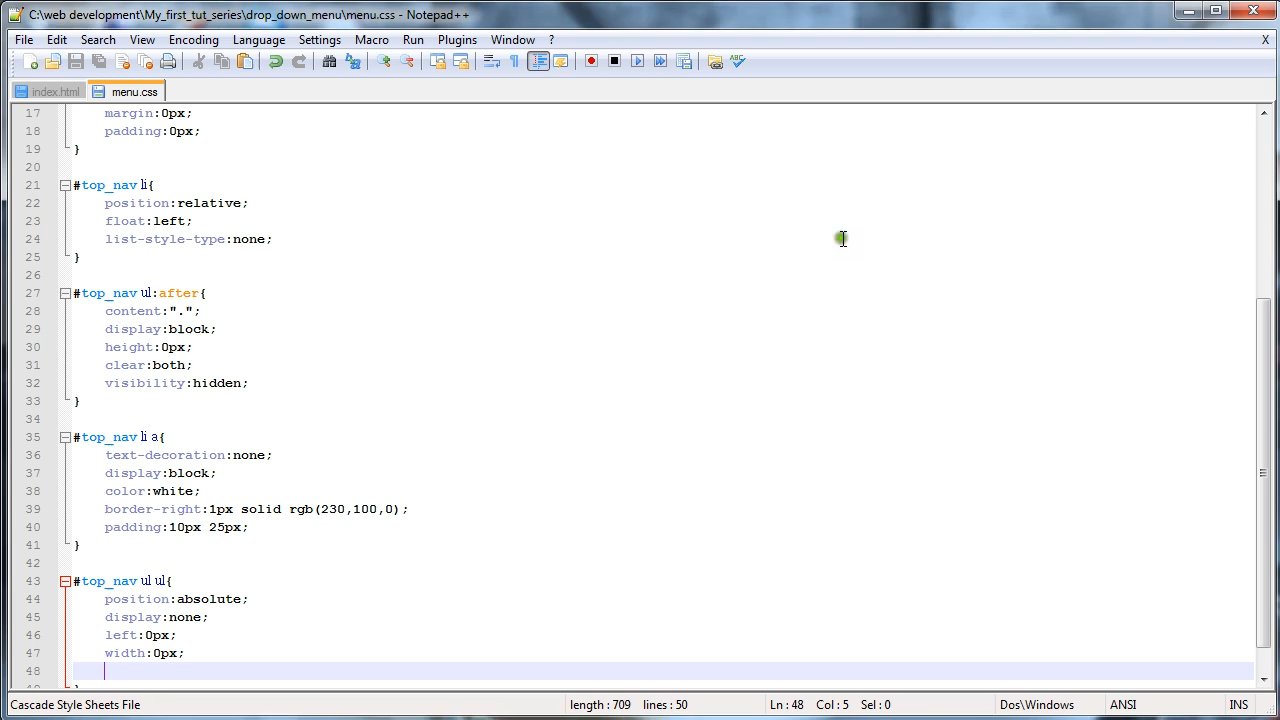 C:\web development\My_first_tut_series\drop_down_menu\menu.css - Notepad++
File Edit Search View Encoding Language Settings Macro Run Plugins Window ? X
index.html menu.css
17 margin:0px;
18 padding:0px;
19 }
20
21 #top_nav li{
22 position:relative;
23 float:left;
24 list-style-type:none;
25 }
26
27 #top_nav ul:after{
28 content:".";
29 display:block;
30 height:0px;
31 clear:both;
32 visibility:hidden;
33 }
34
35 #top_nav li a{
36 text-decoration:none;
37 display:block;
38 color:white;
39 border-right:1px solid rgb(230,100,0);
40 padding:10px 25px;
41 }
42
43 #top_nav ul ul{
44 position:absolute;
45 display:none;
46 left:0px;
47 width:0px;
48
Cascade Style Sheets File length : 709 lines : 50 Ln : 48 Col : 5 Sel : 0 Dos\Windows ANSI INS